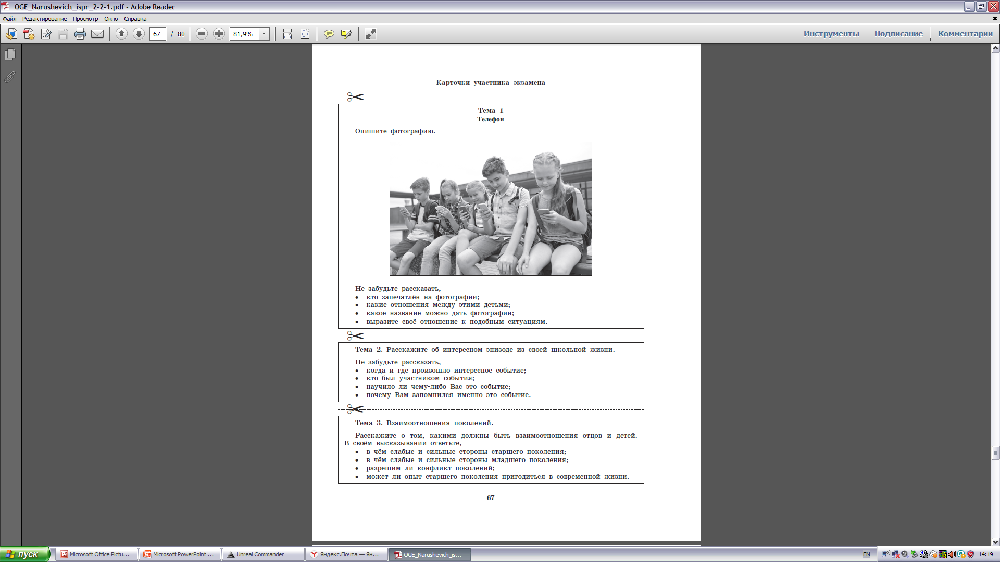 OGE_Narushevich_ispr_2-2-1.pdf - Adobe Reader
Файл Редактирование Просмотр Окно Справка
67 / 80 81,9% Инструменты Подписание Комментарии
Карточки участника экзамена
Тема 1
Телефон
Опишите фотографию.
Не забудьте рассказать,
• кто запечатлён на фотографии;
• какие отношения между этими детьми;
• какое название можно дать фотографии;
• выразите своё отношение к подобным ситуациям.
Тема 2. Расскажите об интересном эпизоде из своей школьной жизни.
Не забудьте рассказать,
• когда и где произошло интересное событие;
• кто был участником события;
• научило ли чему-либо Вас это событие;
• почему Вам запомнился именно это событие.
Тема 3. Взаимоотношения поколений.
Расскажите о том, какими должны быть взаимоотношения отцов и детей.
В своём высказывании ответьте,
• в чём слабые и сильные стороны старшего поколения;
• в чём слабые и сильные стороны младшего поколения;
• разрешим ли конфликт поколений;
• может ли опыт старшего поколения пригодиться в современной жизни.
67
пуск Microsoft Office Pictu... Microsoft PowerPoint ... Unreal Commander Яндекс.Почта — Ян... OGE_Narushevich_is... EN 14:19